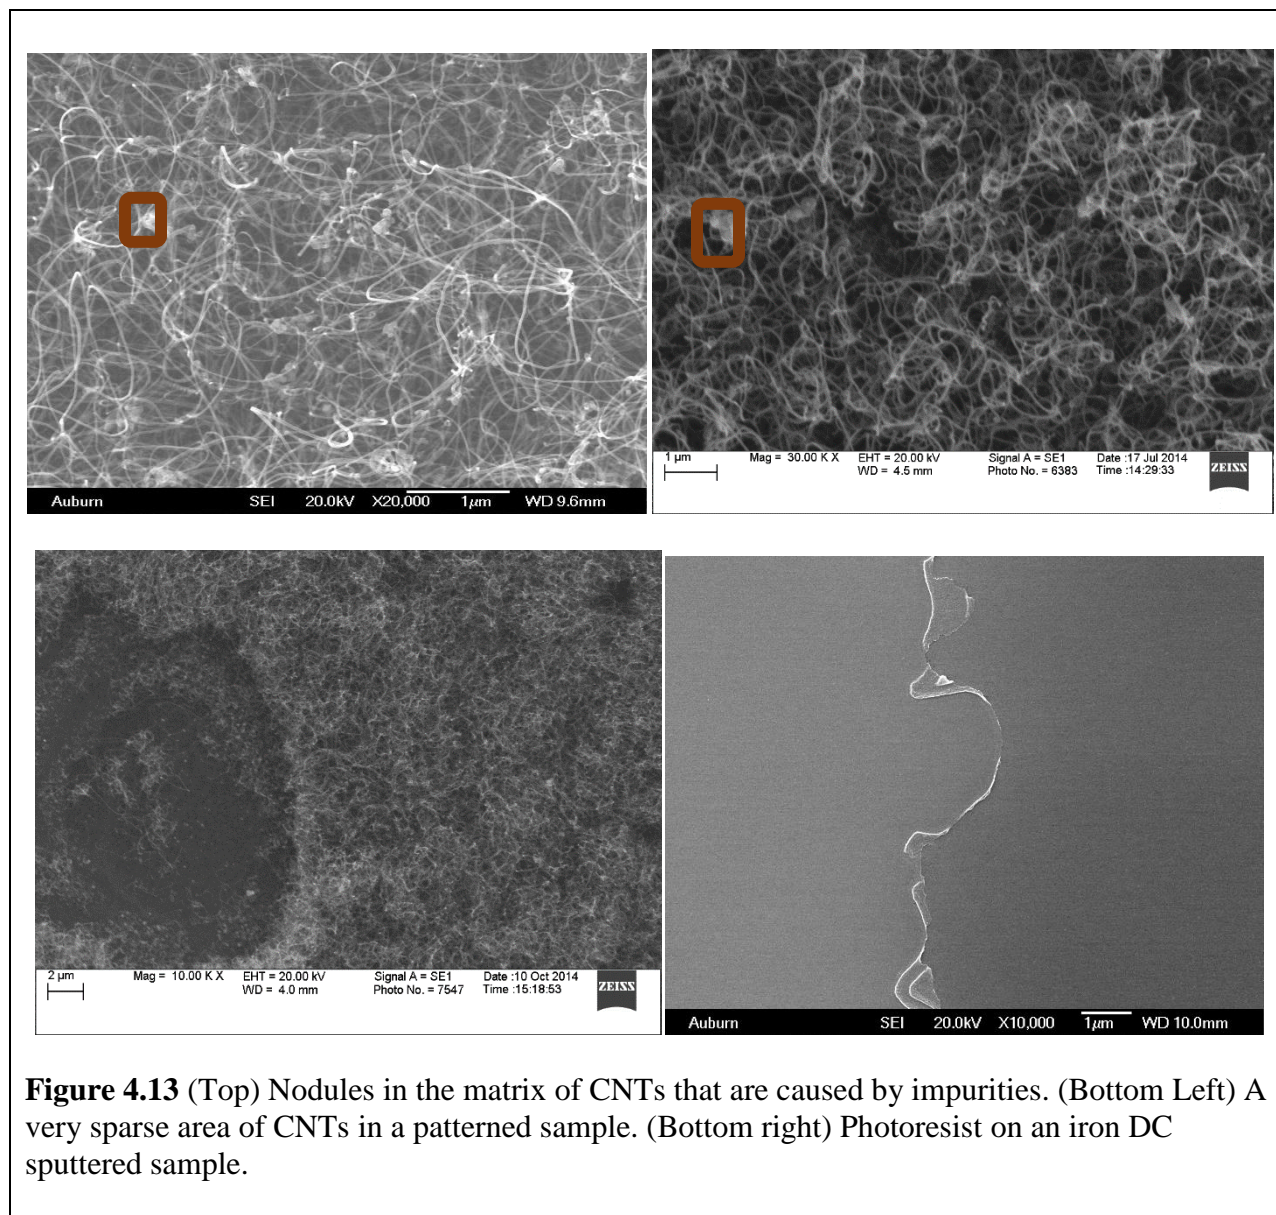 Auburn SEI 20.0kV X20,000 1µm WD 9.6mm
1 µm Mag = 30.00 K X EHT = 20.00 kV Signal A = SE1 Date :17 Jul 2014
WD = 4.5 mm Photo No. = 6383 Time :14:29:33
ZEISS
2 µm Mag = 10.00 K X EHT = 20.00 kV Signal A = SE1 Date :10 Oct 2014
WD = 4.0 mm Photo No. = 7547 Time :15:18:53
ZEISS
Auburn SEI 20.0kV X10,000 1µm WD 10.0mm
Figure 4.13 (Top) Nodules in the matrix of CNTs that are caused by impurities. (Bottom Left) A
very sparse area of CNTs in a patterned sample. (Bottom right) Photoresist on an iron DC
sputtered sample.